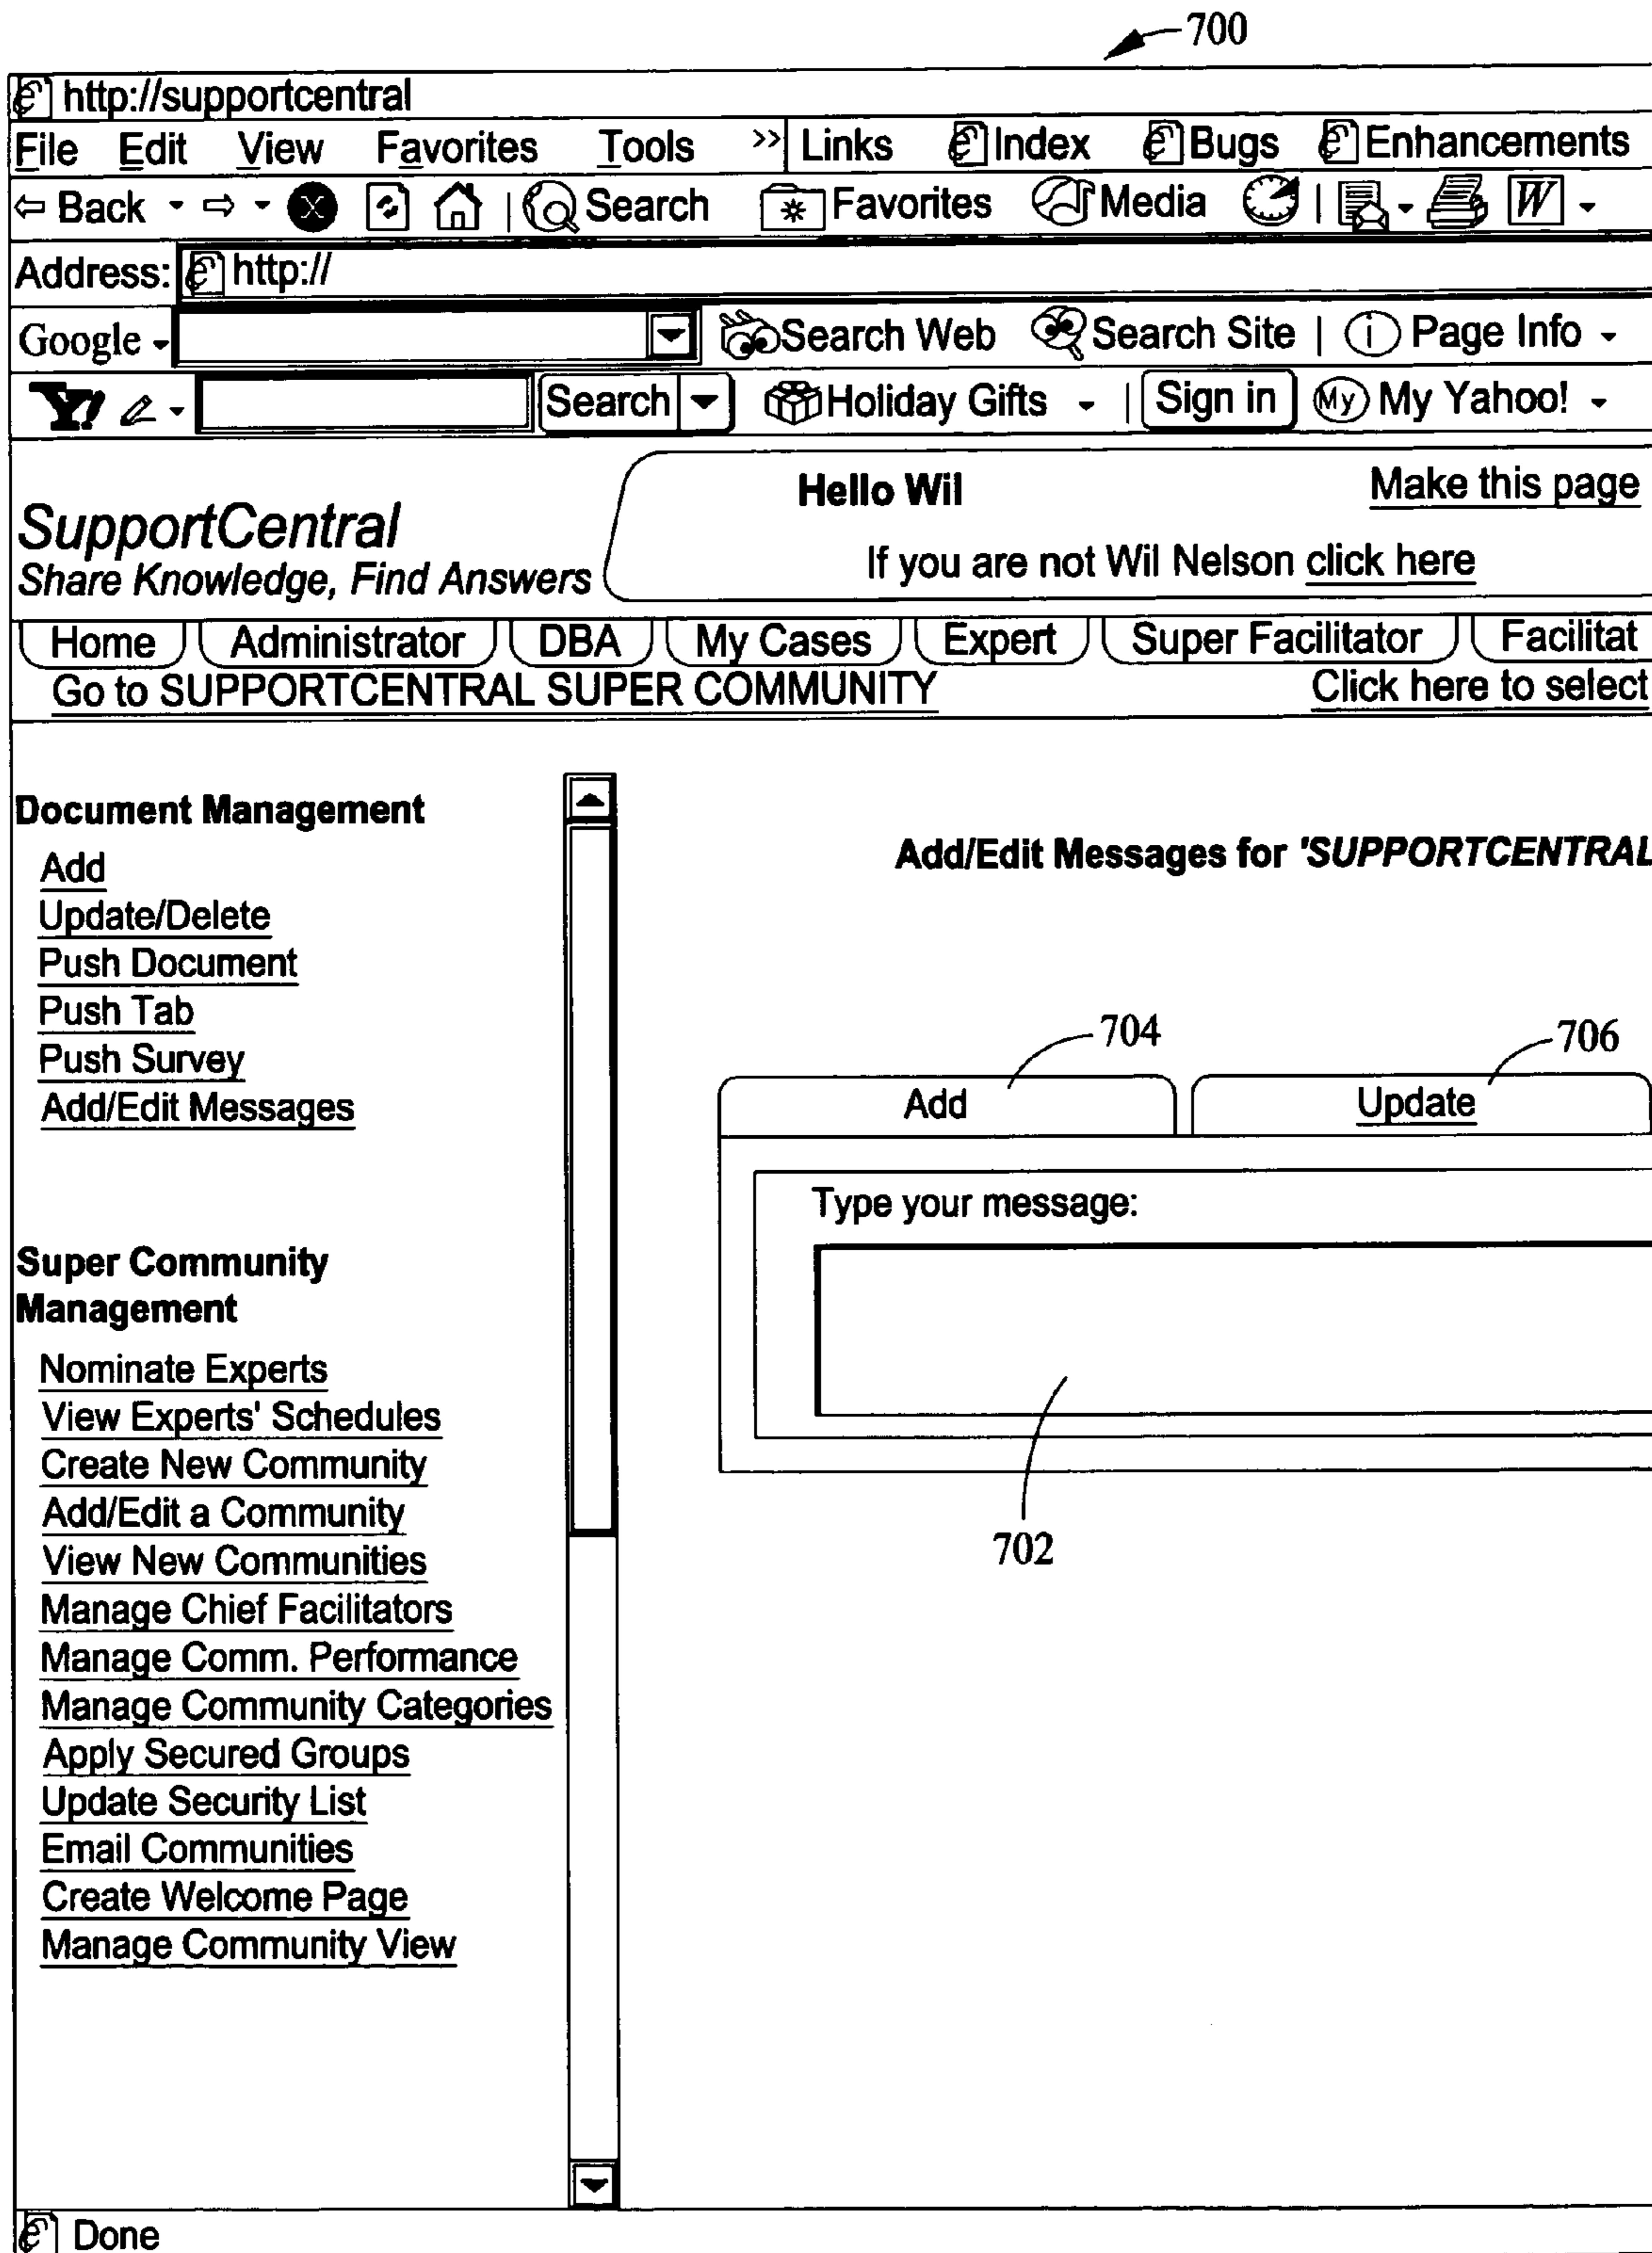 700
http://supportcentral
File Edit View Favorites Tools >> Links Index Bugs Enhancements
Back Search Favorites Media W
Address: http://
Google Search Web Search Site | i Page Info
Y! Search Holiday Gifts | Sign in My My Yahoo!
Hello Wil Make this page
SupportCentral
If you are not Wil Nelson click here
Share Knowledge, Find Answers
Home Administrator DBA My Cases Expert Super Facilitator Facilitat
Go to SUPPORTCENTRAL SUPER COMMUNITY Click here to select
Document Management
Add/Edit Messages for 'SUPPORTCENTRAL
Add
Update/Delete
Push Document
Push Tab
Push Survey
Add/Edit Messages
704
706
Add Update
Type your message:
702
Super Community
Management
Nominate Experts
View Experts' Schedules
Create New Community
Add/Edit a Community
View New Communities
Manage Chief Facilitators
Manage Comm. Performance
Manage Community Categories
Apply Secured Groups
Update Security List
Email Communities
Create Welcome Page
Manage Community View
Done